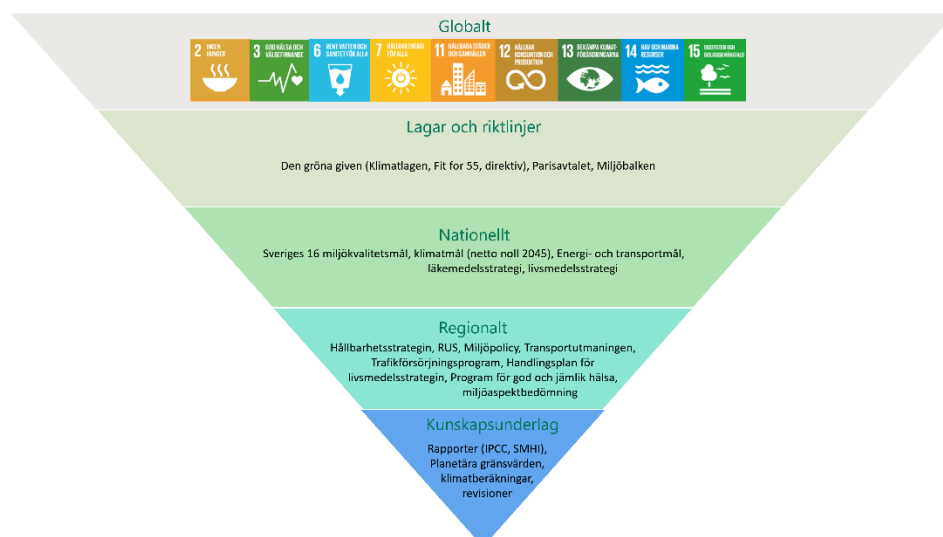 Globalt
2 INGEN HUNGER
3 GOD HÄLSA OCH VÄLBEFINNANDE
6 RENT VATTEN OCH SANITET FÖR ALLA
7 HÅLLBAR ENERGI FÖR ALLA
11 HÅLLBARA STÄDER OCH SAMHÄLLEN
12 HÅLLBAR KONSUMTION OCH PRODUKTION
13 BEKÄMPA KLIMATFÖRÄNDRINGARNA
14 HAV OCH MARINA RESURSER
15 EKOSYSTEM OCH BIOLOGISK MÅNGFALD
Lagar och riktlinjer
Den gröna given (Klimatlagen, Fit for 55, direktiv), Parisavtalet, Miljöbalken
Nationellt
Sveriges 16 miljökvalitetsmål, klimatmål (netto noll 2045), Energi- och transportmål,
läkemedelsstrategi, livsmedelsstrategi
Regionalt
Hållbarhetsstrategin, RUS, Miljöpolicy, Transportutmaningen,
Trafikförsörjningsprogram, Handlingsplan för
livsmedelsstrategin, Program för god och jämlik hälsa,
miljöaspektbedömning
Kunskapsunderlag
Rapporter (IPCC, SMHI),
Planetära gränsvärden,
klimatberäkningar,
revisioner